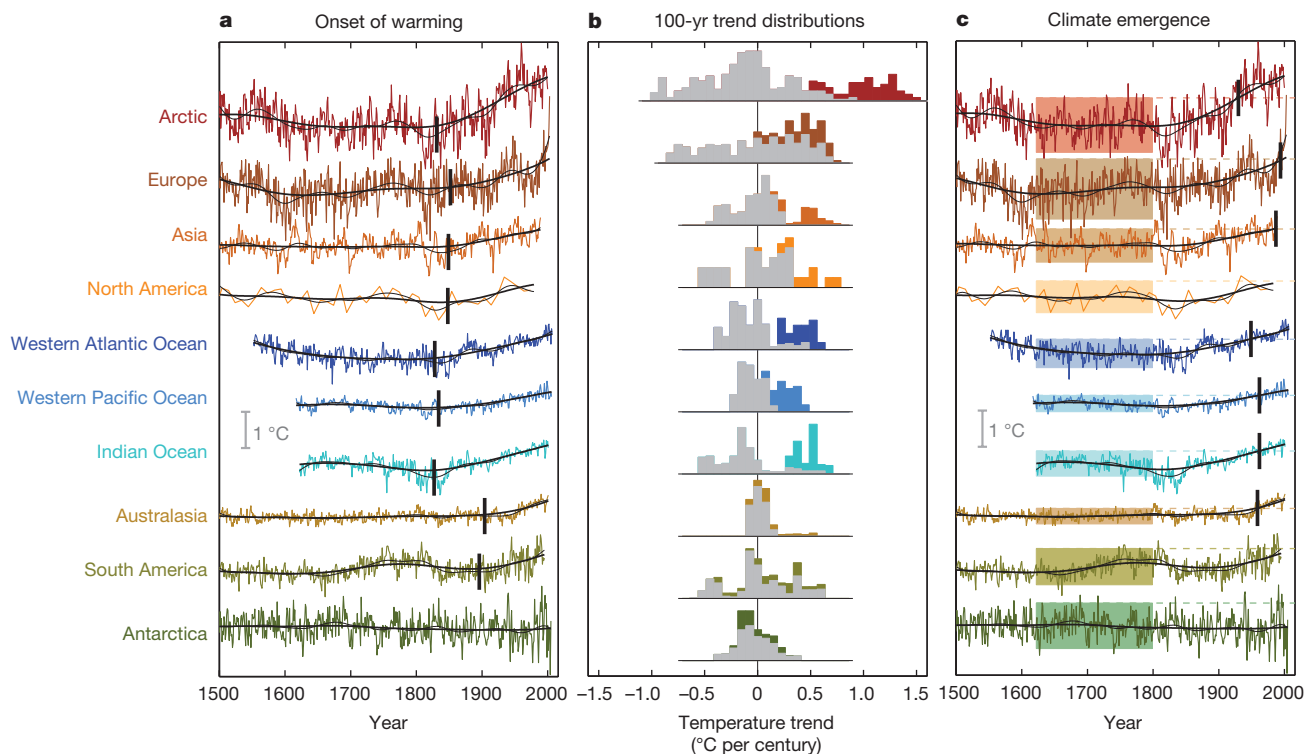 a Onset of warming
b 100-yr trend distributions
c Climate emergence
Arctic
Europe
Asia
North America
Western Atlantic Ocean
Western Pacific Ocean
1 °C
1 °C
Indian Ocean
Australasia
South America
Antarctica
1500 1600 1700 1800 1900 2000
−1.5 −1.0 −0.5 0 0.5 1.0 1.5
1500 1600 1700 1800 1900 2000
Year
Temperature trend
(°C per century)
Year